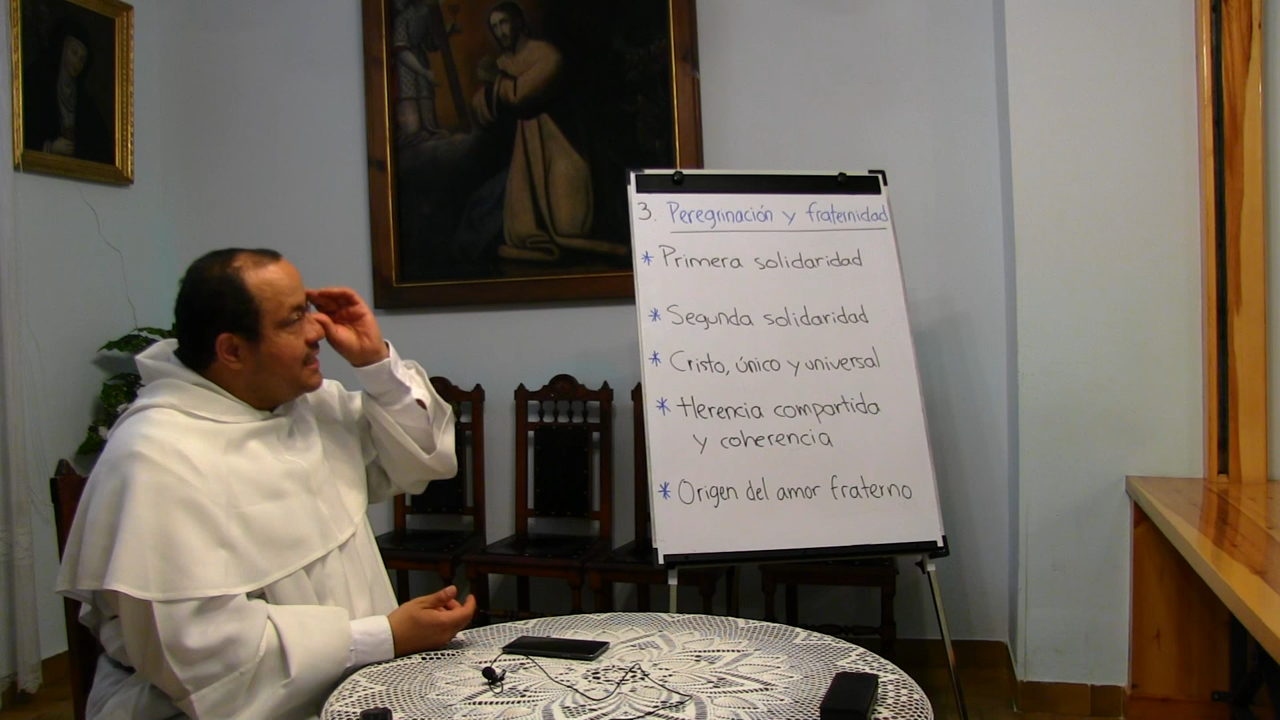 3. Peregrinación y fraternidad
* Primera solidaridad
* Segunda solidaridad
* Cristo, único y universal
* Herencia compartida
y coherencia
* Origen del amor fraterno